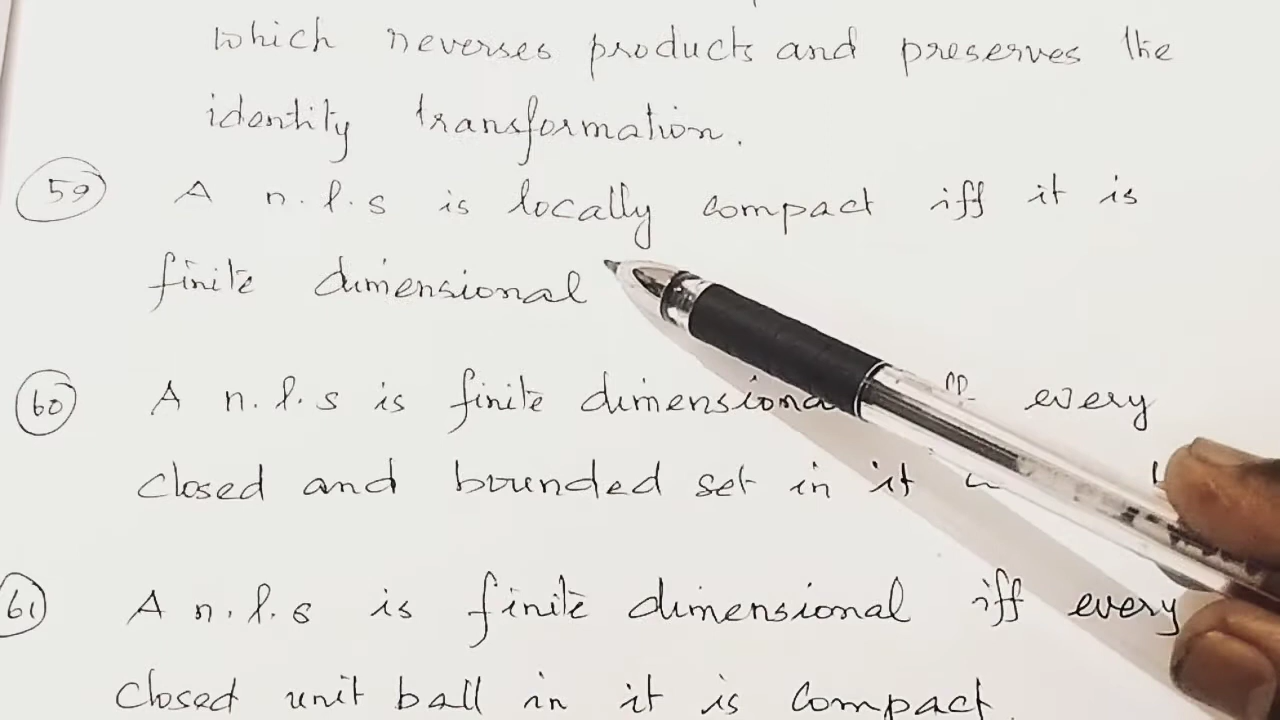 which reverses products and preserves the
identity transformation.
59 A n.l.s is locally compact iff it is
finite dimensional
60 A n.l.s is finite dimensional every
closed and bounded set in it
61 A n.l.s is finite dimensional iff every
closed unit ball in it is compact.